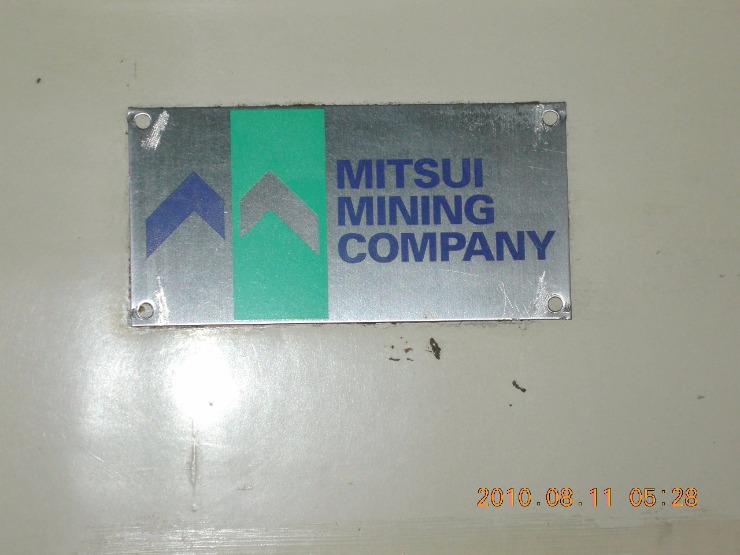 MITSUI
MINING
COMPANY
2010.08.11 05:28